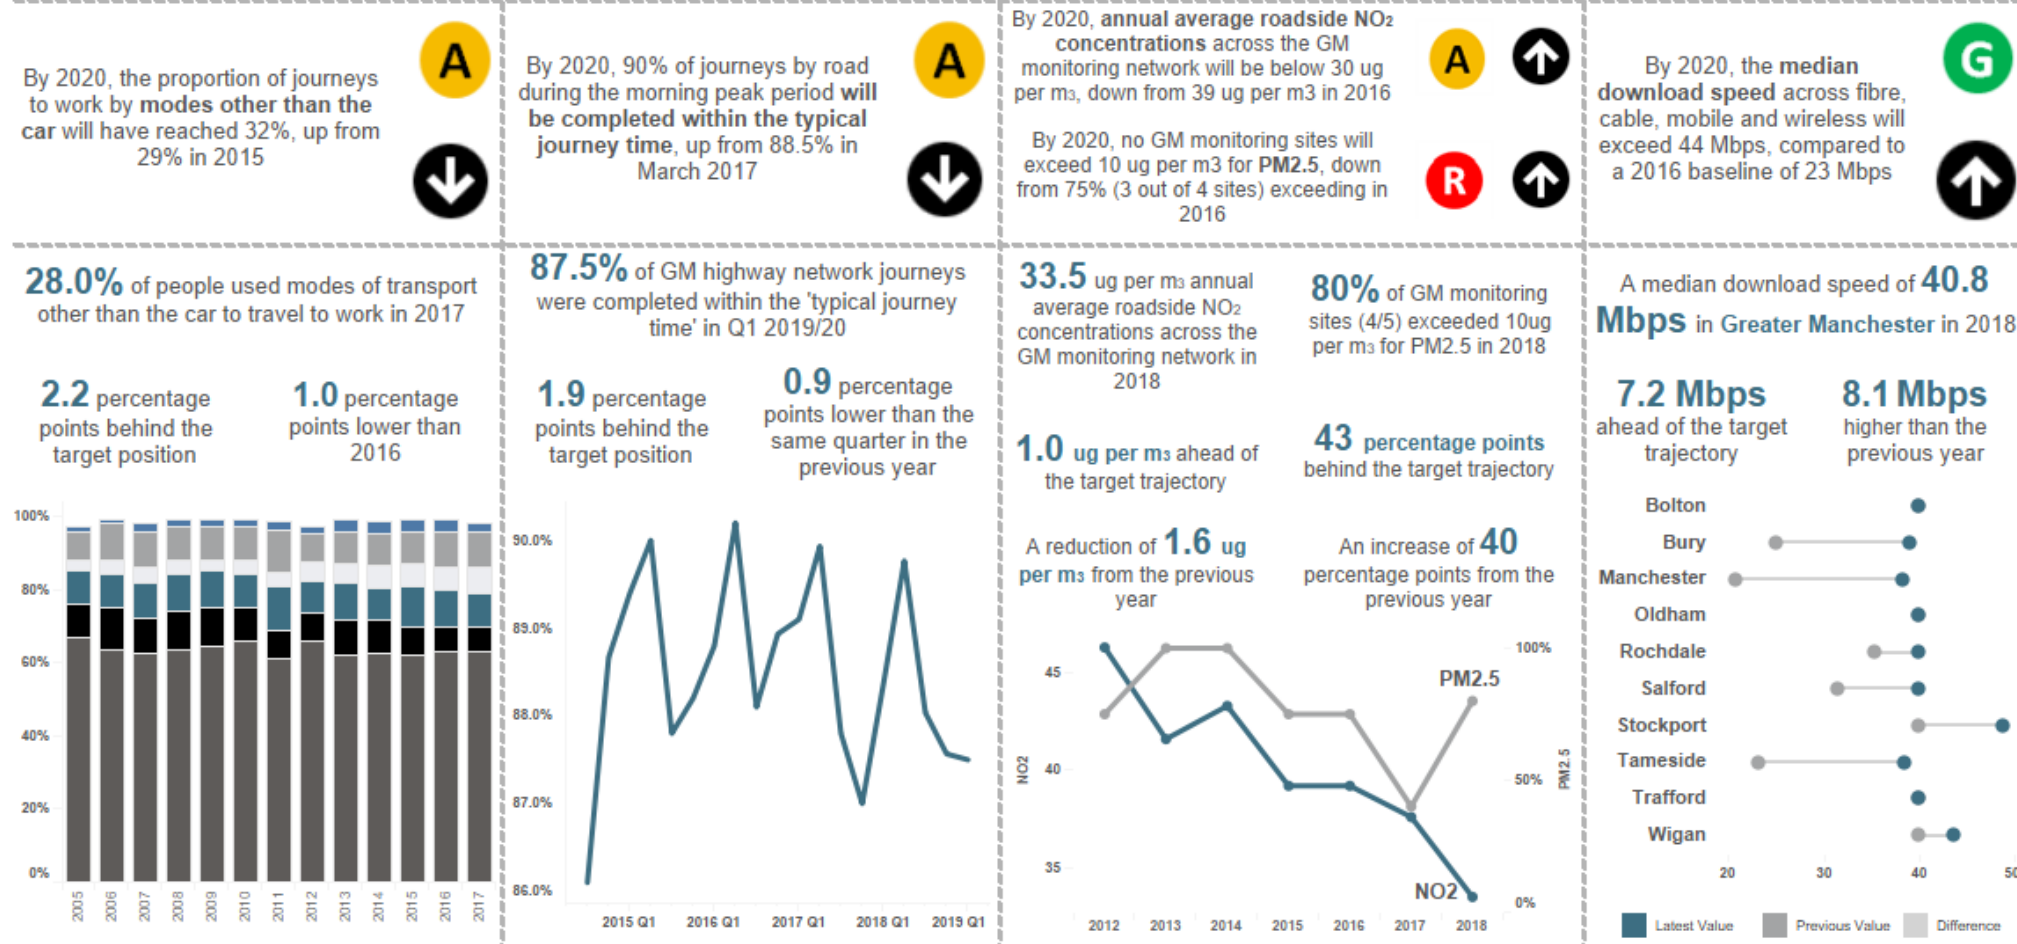 By 2020, the proportion of journeys
to work by modes other than the
car will have reached 32%, up from
29% in 2015
A
By 2020, 90% of journeys by road
during the morning peak period will
be completed within the typical
journey time, up from 88.5% in
March 2017
A
By 2020, annual average roadside NO2
concentrations across the GM
monitoring network will be below 30 ug
per m3, down from 39 ug per m3 in 2016
A
By 2020, no GM monitoring sites will
exceed 10 ug per m3 for PM2.5, down
from 75% (3 out of 4 sites) exceeding in
2016
R
By 2020, the median
download speed across fibre,
cable, mobile and wireless will
exceed 44 Mbps, compared to
a 2016 baseline of 23 Mbps
G
28.0% of people used modes of transport
other than the car to travel to work in 2017
2.2 percentage
points behind the
target position
1.0 percentage
points lower than
2016
100%
80%
60%
40%
20%
0%
2005
2006
2007
2008
2009
2010
2011
2012
2013
2014
2015
2016
2017
87.5% of GM highway network journeys
were completed within the 'typical journey
time' in Q1 2019/20
1.9 percentage
points behind the
target position
0.9 percentage
points lower than the
same quarter in the
previous year
90.0%
89.0%
88.0%
87.0%
86.0%
2015 Q1
2016 Q1
2017 Q1
2018 Q1
2019 Q1
33.5 ug per m3 annual
average roadside NO2
concentrations across the
GM monitoring network in
2018
80% of GM monitoring
sites (4/5) exceeded 10ug
per m3 for PM2.5 in 2018
1.0 ug per m3 ahead of
the target trajectory
43 percentage points
behind the target trajectory
A reduction of 1.6 ug
per m3 from the previous
year
An increase of 40
percentage points from the
previous year
45
40
35
NO2
100%
50%
0%
PM2.5
PM2.5
NO2
2012
2013
2014
2015
2016
2017
2018
A median download speed of 40.8
Mbps in Greater Manchester in 2018
7.2 Mbps
ahead of the target
trajectory
8.1 Mbps
higher than the
previous year
Bolton
Bury
Manchester
Oldham
Rochdale
Salford
Stockport
Tameside
Trafford
Wigan
20
30
40
50
Latest Value
Previous Value
Difference